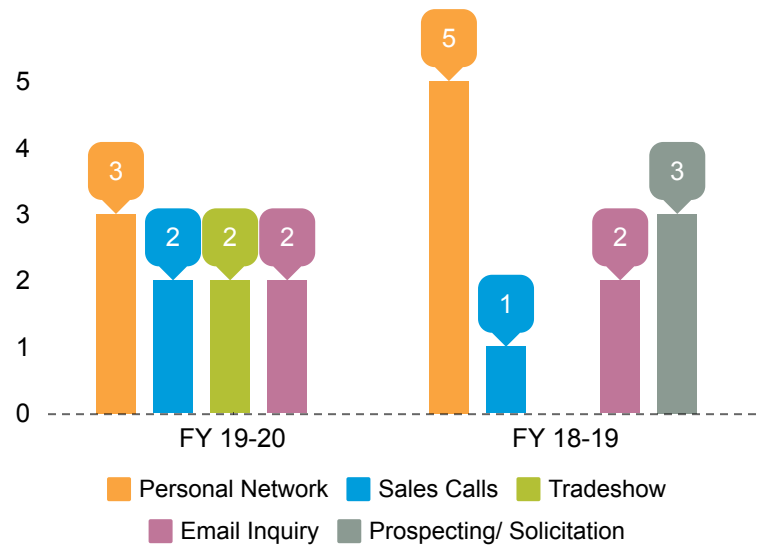 5
4
3
2
1
0
3
2
2
2
5
1
2
3
FY 19-20
FY 18-19
Personal Network
Sales Calls
Tradeshow
Email Inquiry
Prospecting/ Solicitation